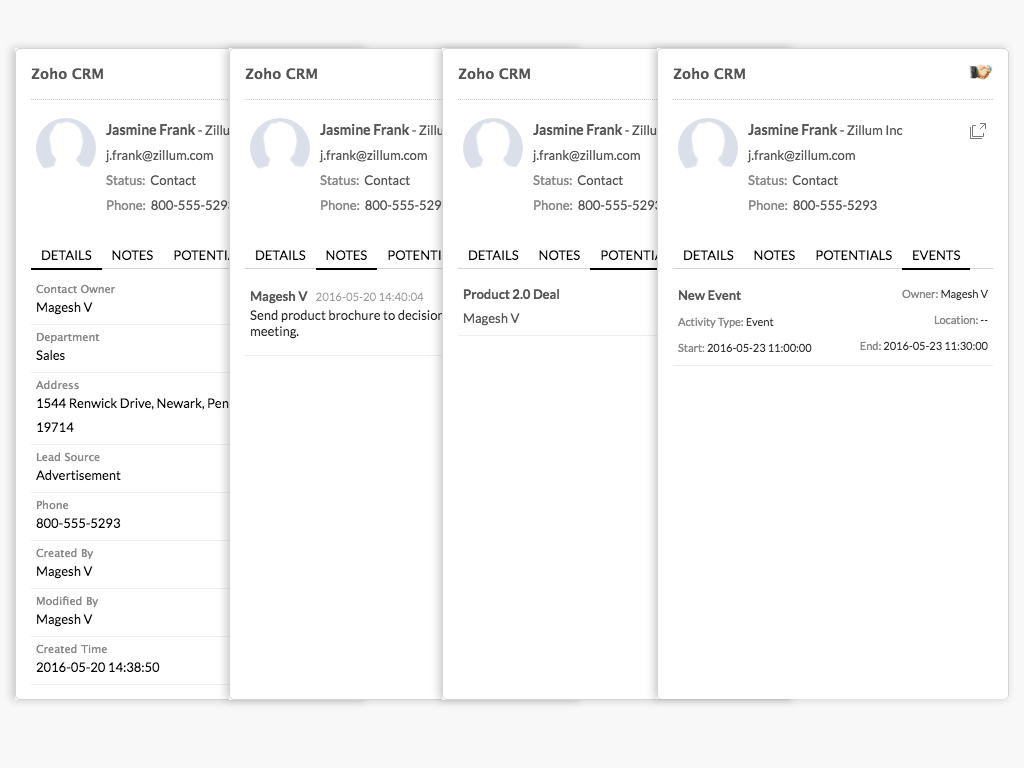 Zoho CRM
Jasmine Frank - Zillu
j.frank@zillum.com
Status: Contact
Phone: 800-555-529
DETAILS NOTES POTENTI
Contact Owner
Magesh V
Department
Sales
Address
1544 Renwick Drive, Newark, Pen
19714
Lead Source
Advertisement
Phone
800-555-5293
Created By
Magesh V
Modified By
Magesh V
Created Time
2016-05-20 14:38:50
Zoho CRM
Jasmine Frank - Zillu
j.frank@zillum.com
Status: Contact
Phone: 800-555-529
DETAILS NOTES POTENTI
Magesh V 2016-05-20 14:40:04
Send product brochure to decision
meeting.
Zoho CRM
Jasmine Frank - Zillu
j.frank@zillum.com
Status: Contact
Phone: 800-555-529
DETAILS NOTES POTENTIA
Product 2.0 Deal
Magesh V
Zoho CRM
Jasmine Frank - Zillum Inc
j.frank@zillum.com
Status: Contact
Phone: 800-555-5293
DETAILS NOTES POTENTIALS EVENTS
New Event Owner: Magesh V
Activity Type: Event Location: --
Start: 2016-05-23 11:00:00 End: 2016-05-23 11:30:00